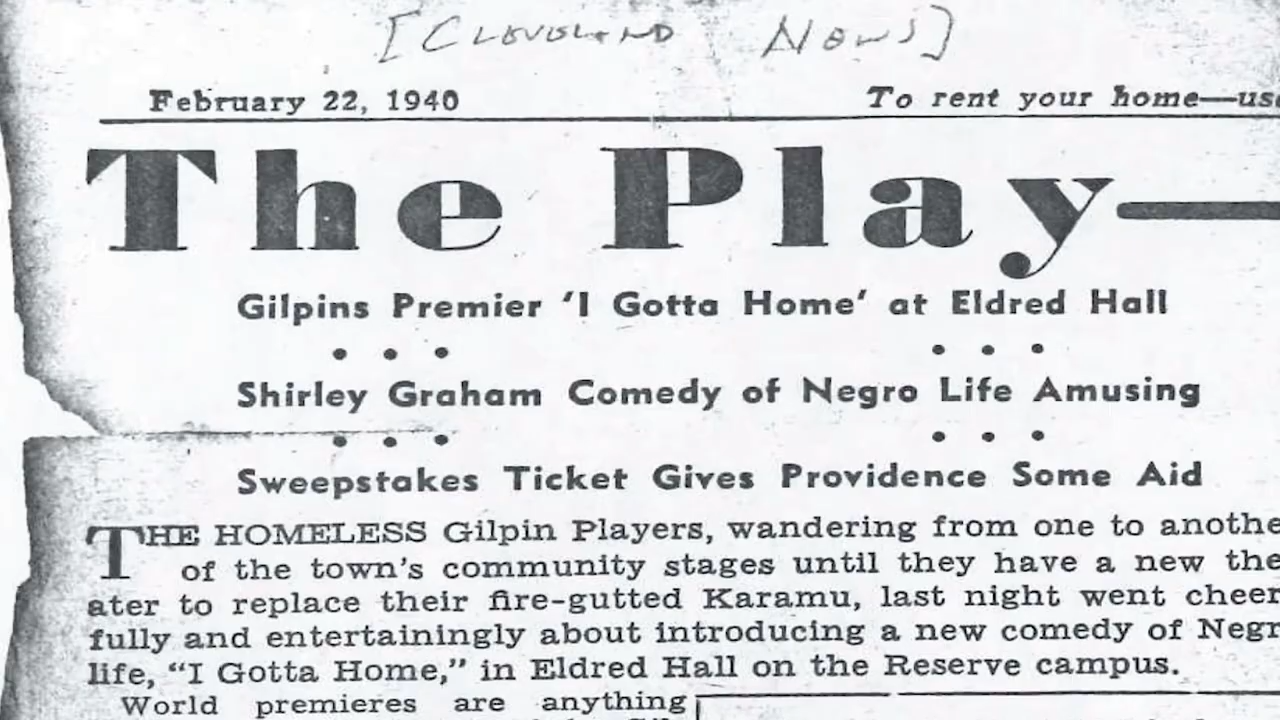 [Cleveland News]
February 22, 1940 To rent your home—use
The Play—
Gilpins Premier 'I Gotta Home' at Eldred Hall
• • • • • •
Shirley Graham Comedy of Negro Life Amusing
• • • • • •
Sweepstakes Ticket Gives Providence Some Aid
THE HOMELESS Gilpin Players, wandering from one to anothe
of the town's community stages until they have a new the
ater to replace their fire-gutted Karamu, last night went cheer
fully and entertainingly about introducing a new comedy of Negr
life, "I Gotta Home," in Eldred Hall on the Reserve campus.
World premieres are anything